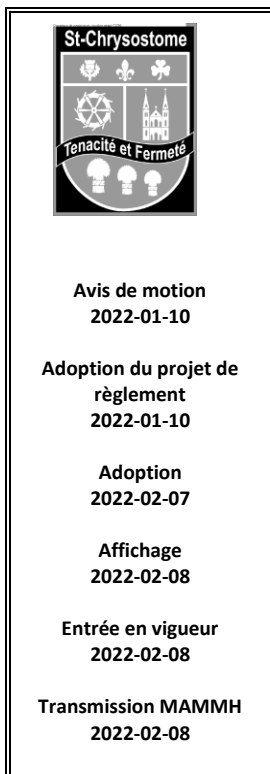 St-Chrysostome
Tenacité et Fermeté
Avis de motion
2022-01-10
Adoption du projet de
règlement
2022-01-10
Adoption
2022-02-07
Affichage
2022-02-08
Entrée en vigueur
2022-02-08
Transmission MAMMH
2022-02-08